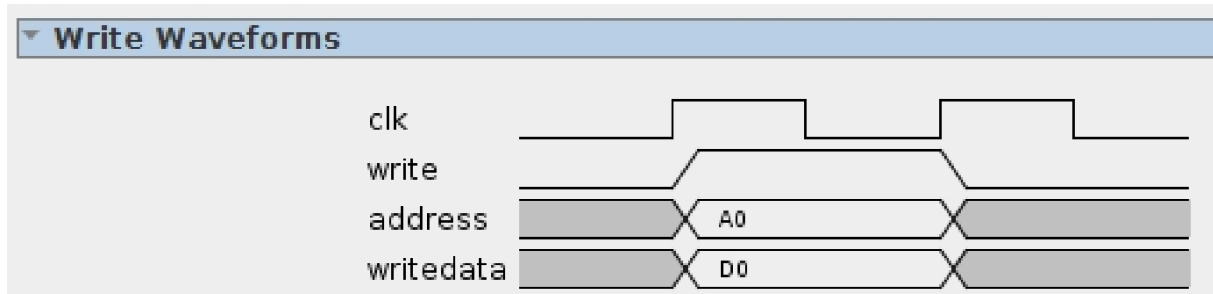 Write Waveforms
clk
write
address A0
writedata D0